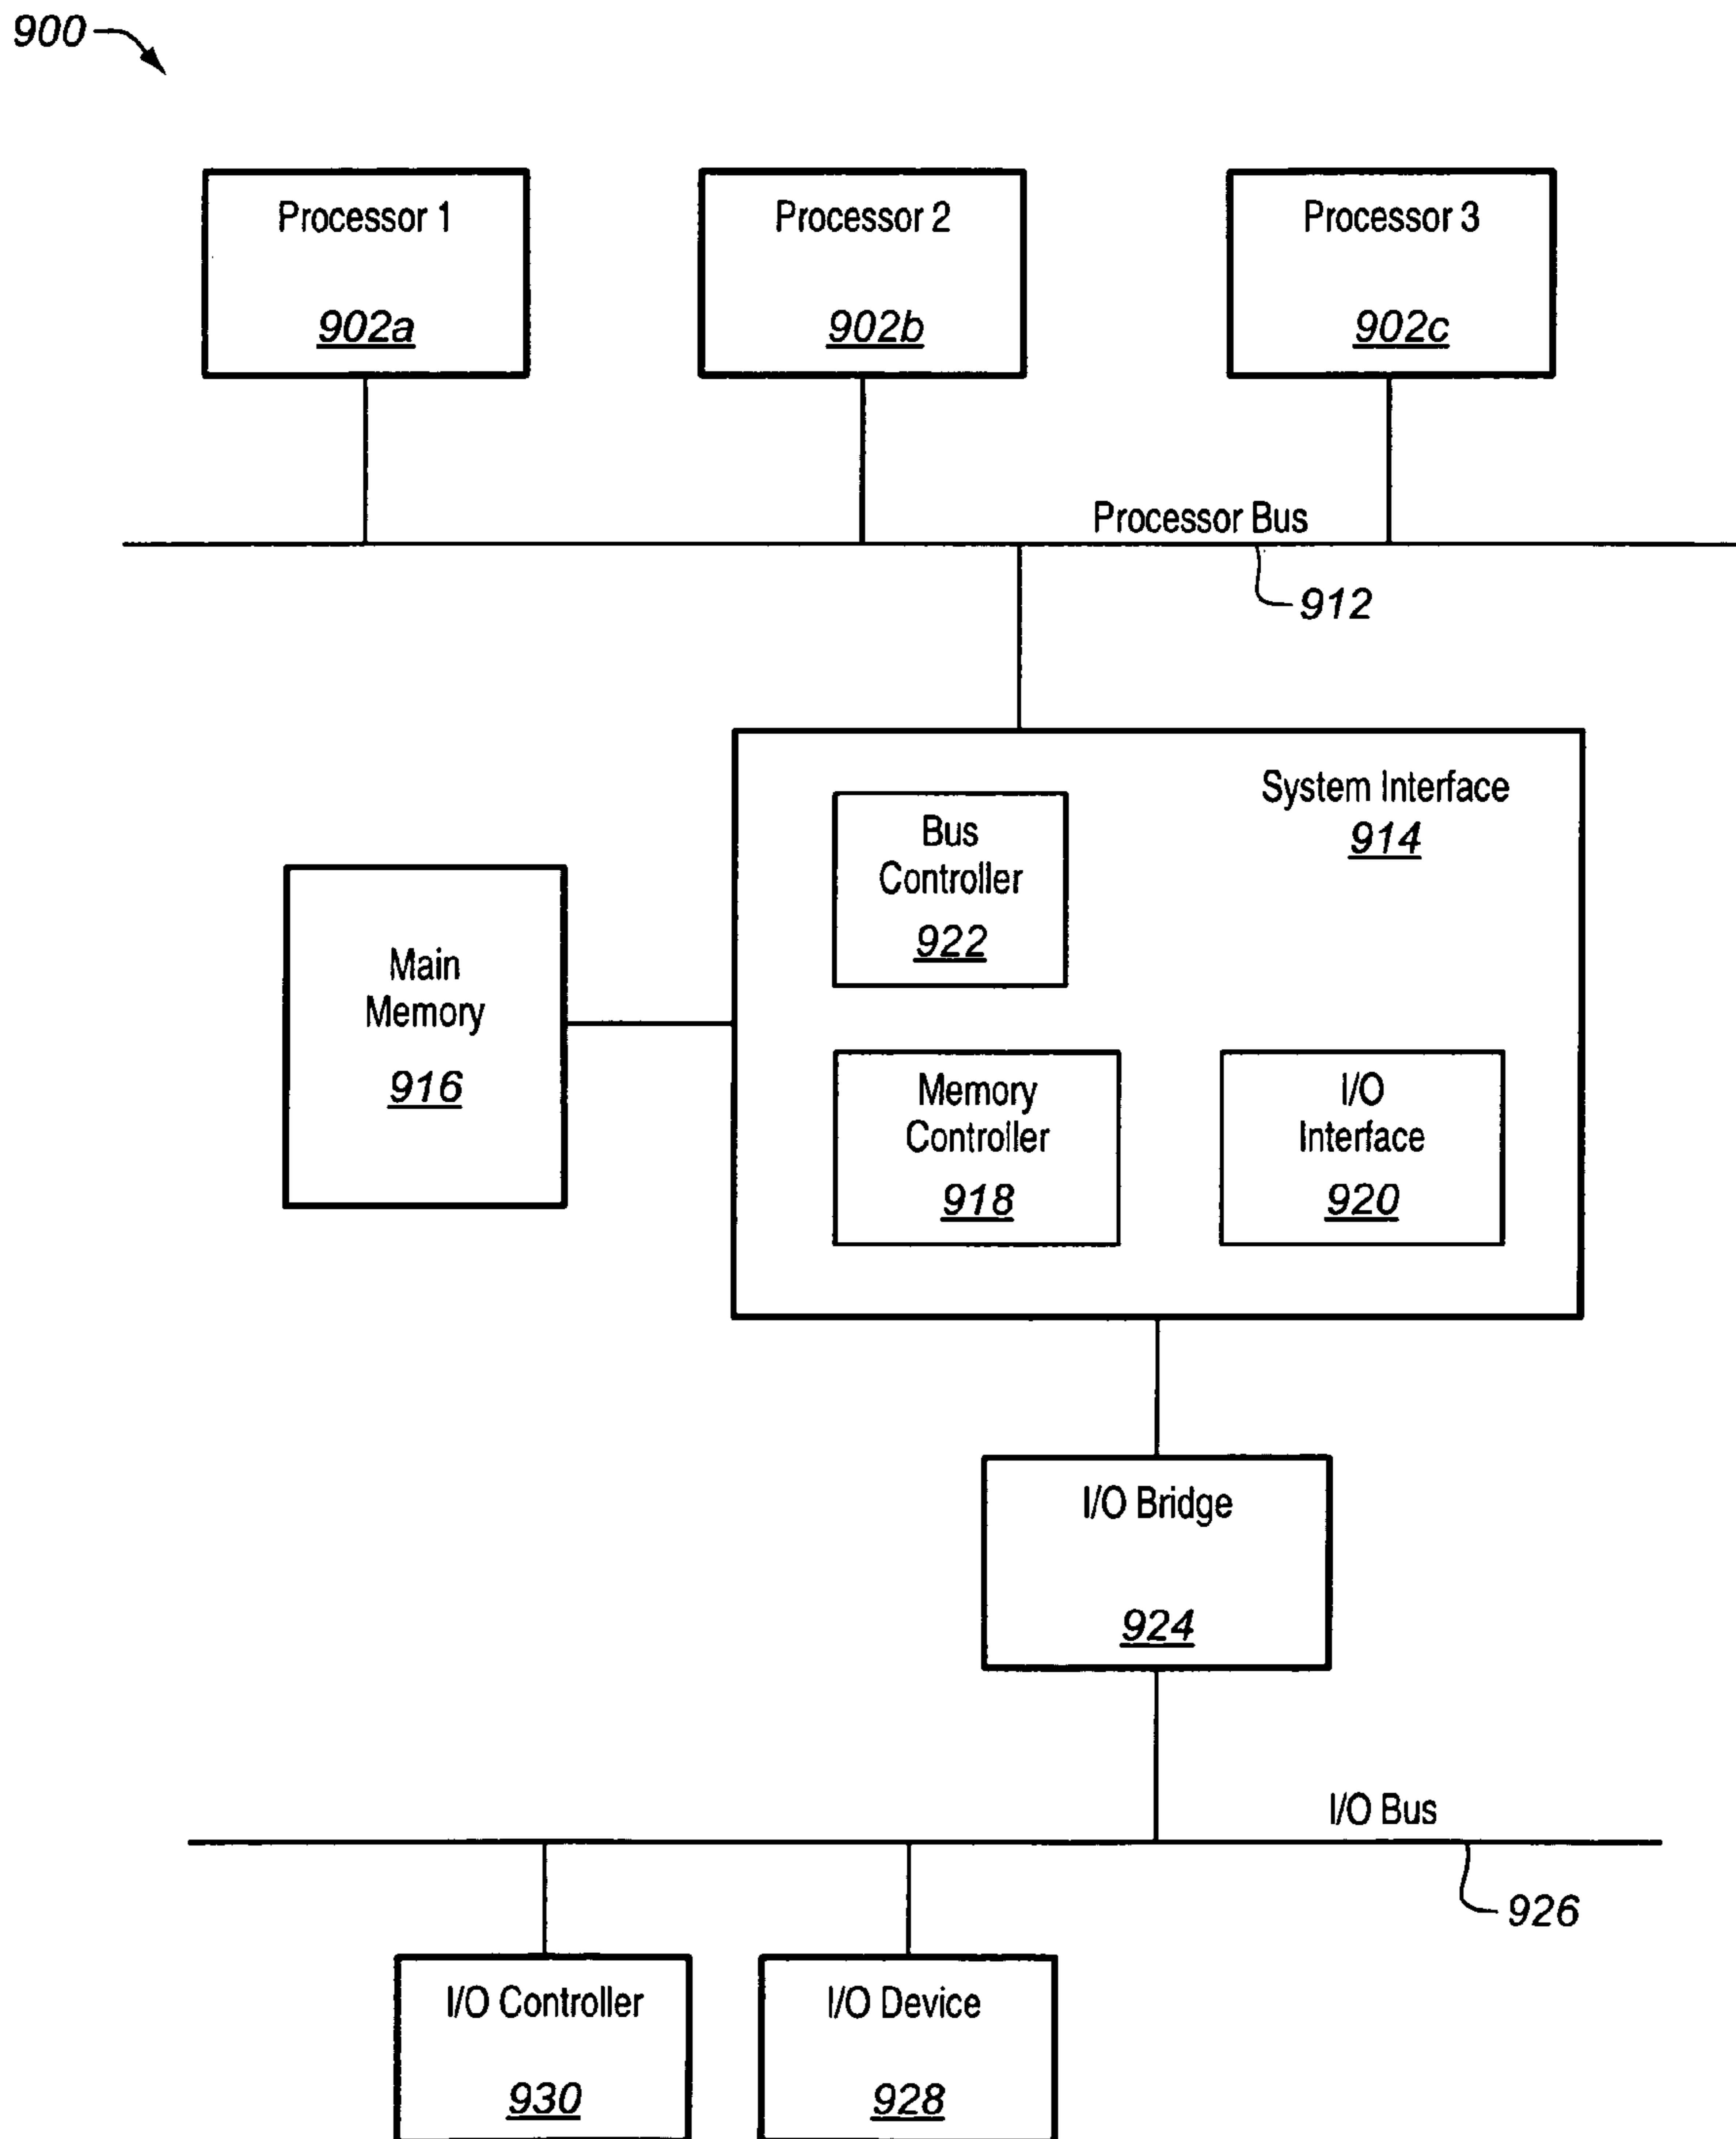 900
Processor 1
902a
Processor 2
902b
Processor 3
902c
Processor Bus
912
System Interface
914
Bus
Controller
922
Main
Memory
916
Memory
Controller
918
I/O
Interface
920
I/O Bridge
924
I/O Bus
926
I/O Controller
930
I/O Device
928